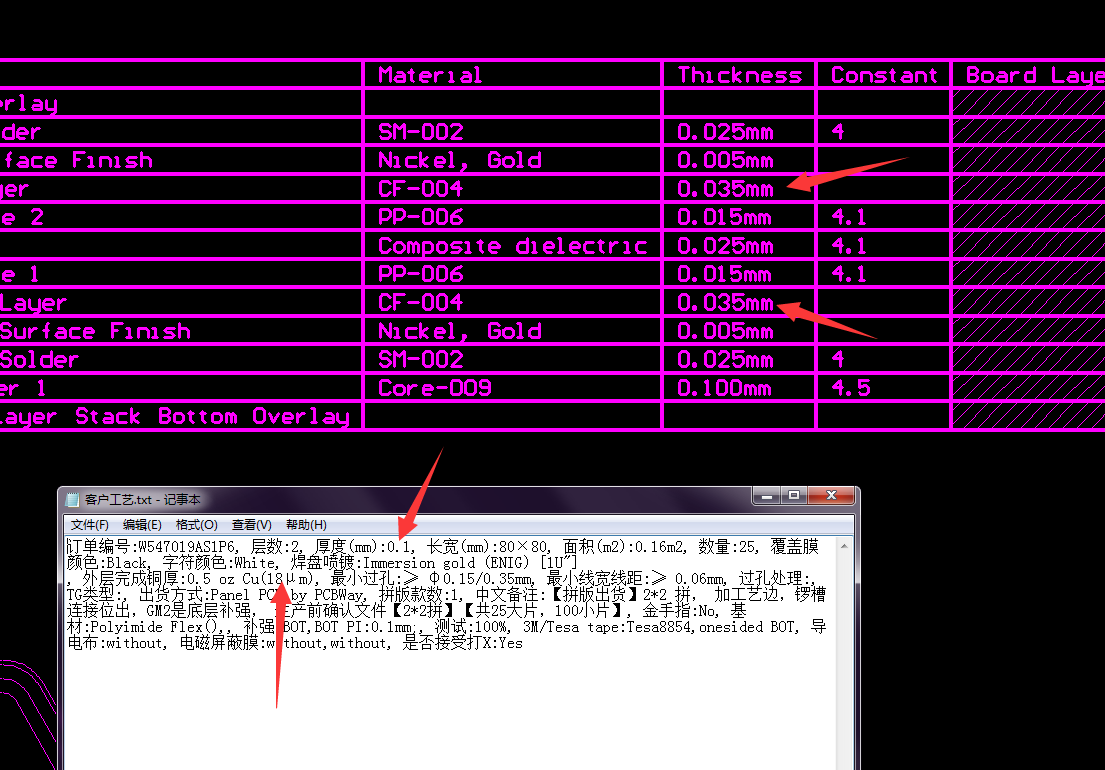 Material Thickness Constant Board Laye
erlay
der SM-002 0.025mm 4
face Finish Nickel, Gold 0.005mm
yer CF-004 0.035mm
e 2 PP-006 0.015mm 4.1
Composite dielectric 0.025mm 4.1
e 1 PP-006 0.015mm 4.1
Layer CF-004 0.035mm
Surface Finish Nickel, Gold 0.005mm
Solder SM-002 0.025mm 4
er 1 Core-009 0.100mm 4.5
ayer Stack Bottom Overlay
客户工艺.txt - 记事本
文件(F) 编辑(E) 格式(O) 查看(V) 帮助(H)
订单编号:W547019AS1P6, 层数:2, 厚度(mm):0.1, 长宽(mm):80×80, 面积(m2):0.16m2, 数量:25, 覆盖膜
颜色:Black, 字符颜色:White, 焊盘喷镀:Immersion gold (ENIG) [1U"]
, 外层完成铜厚:0.5 oz Cu(18μm), 最小过孔:≥ Φ0.15/0.35mm, 最小线宽线距:≥ 0.06mm, 过孔处理:,
TG类型:, 出货方式:Panel PCB by PCBWay, 拼版款数:1, 中文备注:【拼版出货】2*2 拼， 加工艺边，锣槽
连接位出，GM2是底层补强， 生产前确认文件【2*2拼】【共25大片，100小片】, 金手指:No, 基
材:Polyimide Flex(),, 补强:BOT,BOT PI:0.1mm;, 测试:100%, 3M/Tesa tape:Tesa8854,onesided BOT, 导
电布:without, 电磁屏蔽膜:without,without, 是否接受打X:Yes